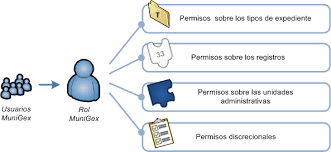 T
Permisos sobre los tipos de expediente
33
Permisos sobre los registros
Usuarios
MuniGex
Rol
MuniGex
Permisos sobre las unidades
administrativas
Permisos discrecionales